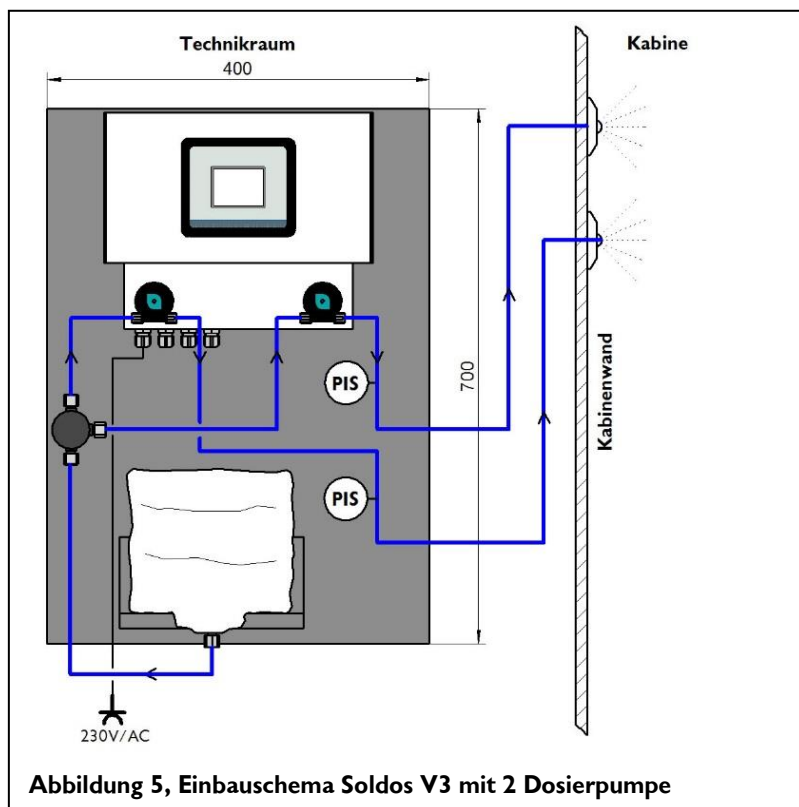 Technikraum
Kabine
400
700
PIS
PIS
Kabinenwand
230V/AC
Abbildung 5, Einbauschema Soldos V3 mit 2 Dosierpumpe